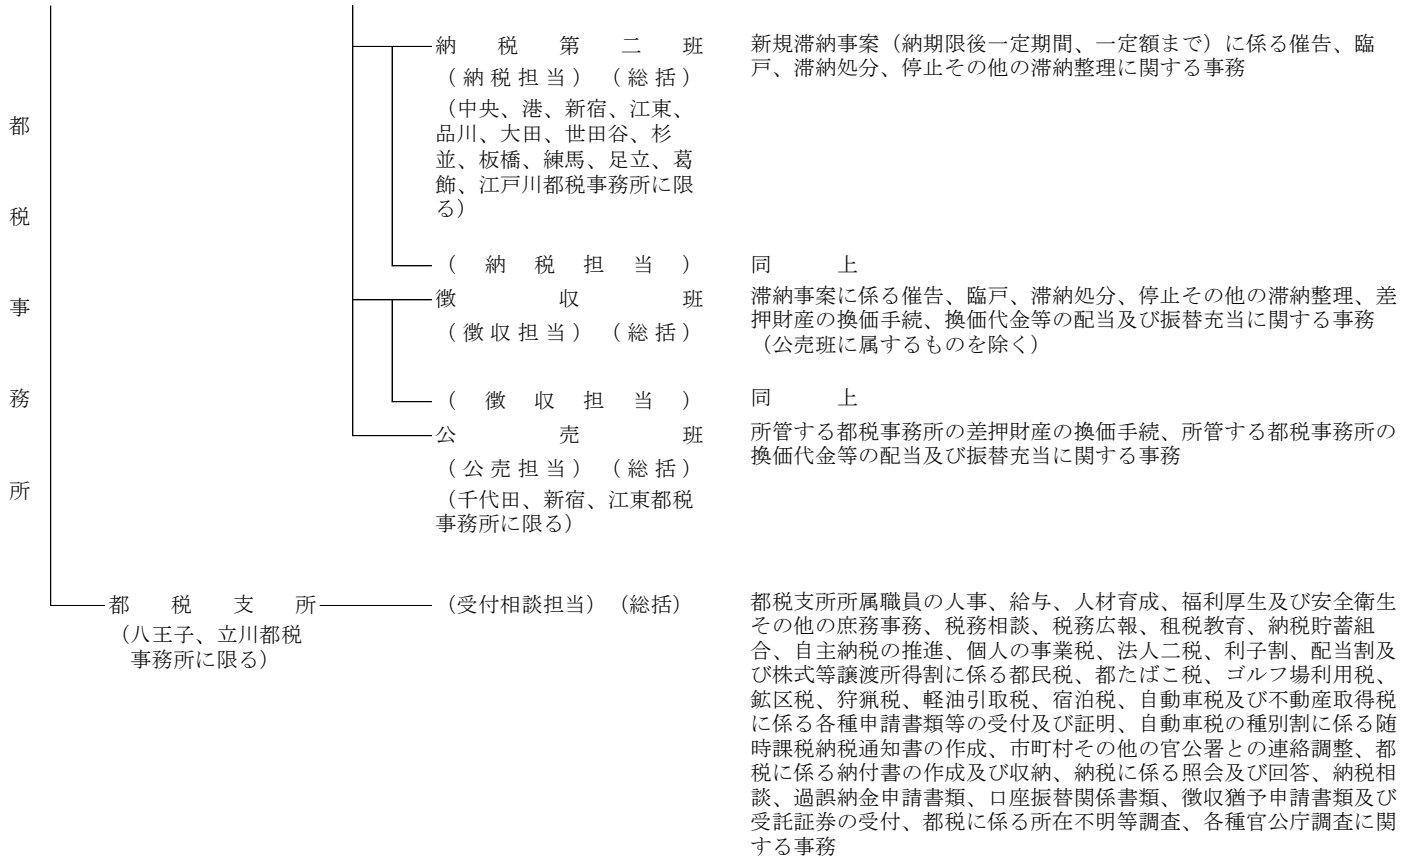 都税事務所
納税第二班
（納税担当）（総括）
（中央、港、新宿、江東、
品川、大田、世田谷、杉
並、板橋、練馬、足立、葛
飾、江戸川都税事務所に限
る）
新規滞納事案（納期限後一定期間、一定額まで）に係る催告、臨
戸、滞納処分、停止その他の滞納整理に関する事務
（納税担当）
同上
徴収班
（徴収担当）（総括）
滞納事案に係る催告、臨戸、滞納処分、停止その他の滞納整理、差
押財産の換価手続、換価代金等の配当及び振替充当に関する事務
（公売班に属するものを除く）
（徴収担当）
同上
公売班
（公売担当）（総括）
（千代田、新宿、江東都税
事務所に限る）
所管する都税事務所の差押財産の換価手続、所管する都税事務所の
換価代金等の配当及び振替充当に関する事務
都税支所
（八王子、立川都税
事務所に限る）
（受付相談担当）（総括）
都税支所所属職員の人事、給与、人材育成、福利厚生及び安全衛生
その他の庶務事務、税務相談、税務広報、租税教育、納税貯蓄組
合、自主納税の推進、個人の事業税、法人二税、利子割、配当割及
び株式等譲渡所得割に係る都民税、都たばこ税、ゴルフ場利用税、
鉱区税、狩猟税、軽油引取税、宿泊税、自動車税及び不動産取得税
に係る各種申請書類等の受付及び証明、自動車税の種別割に係る随
時課税納税通知書の作成、市町村その他の官公署との連絡調整、都
税に係る納付書の作成及び収納、納税に係る照会及び回答、納税相
談、過誤納金申請書類、口座振替関係書類、徴収猶予申請書類及び
受託証券の受付、都税に係る所在不明等調査、各種官公庁調査に関
する事務